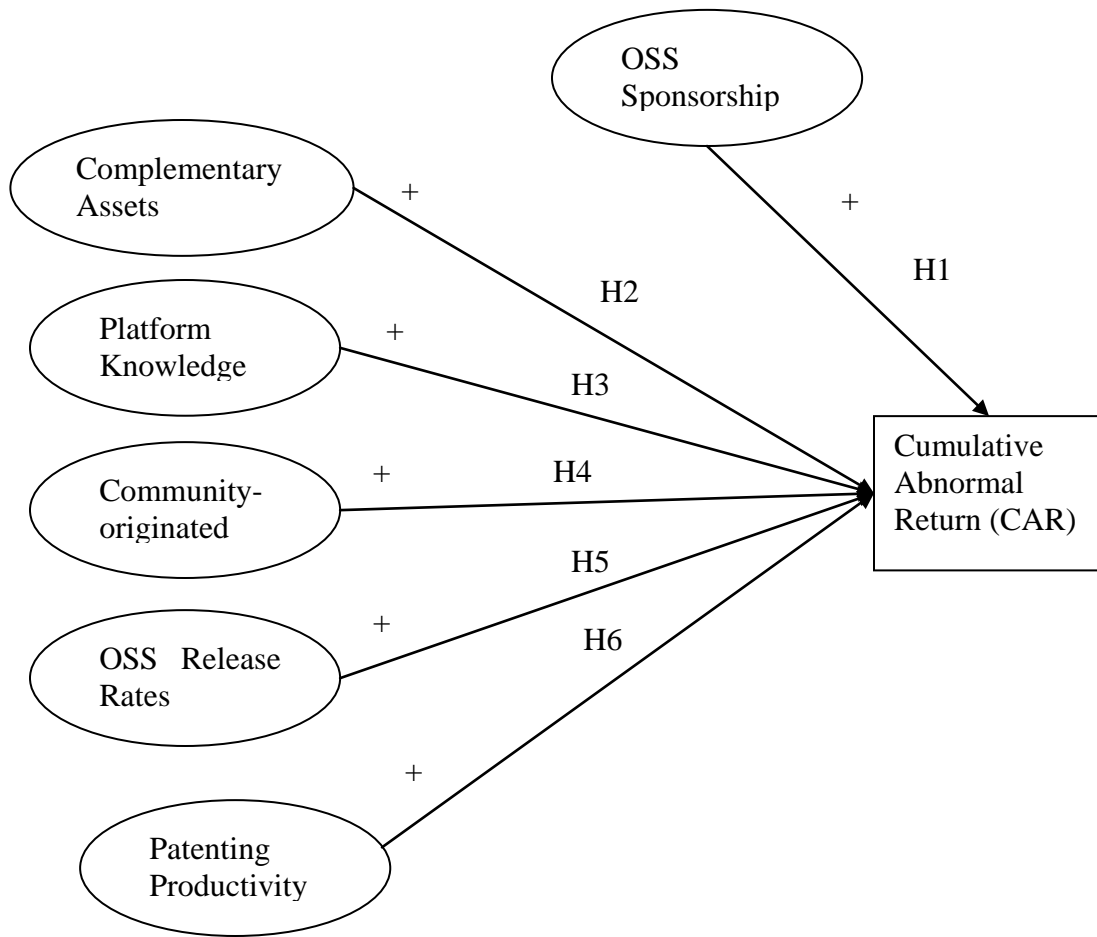 OSS
Sponsorship
Complementary
Assets
+
+
H1
H2
Platform
Knowledge
+
H3
Cumulative
Abnormal
Return (CAR)
Community-
originated
+
H4
H5
OSS Release
Rates
+
H6
+
Patenting
Productivity